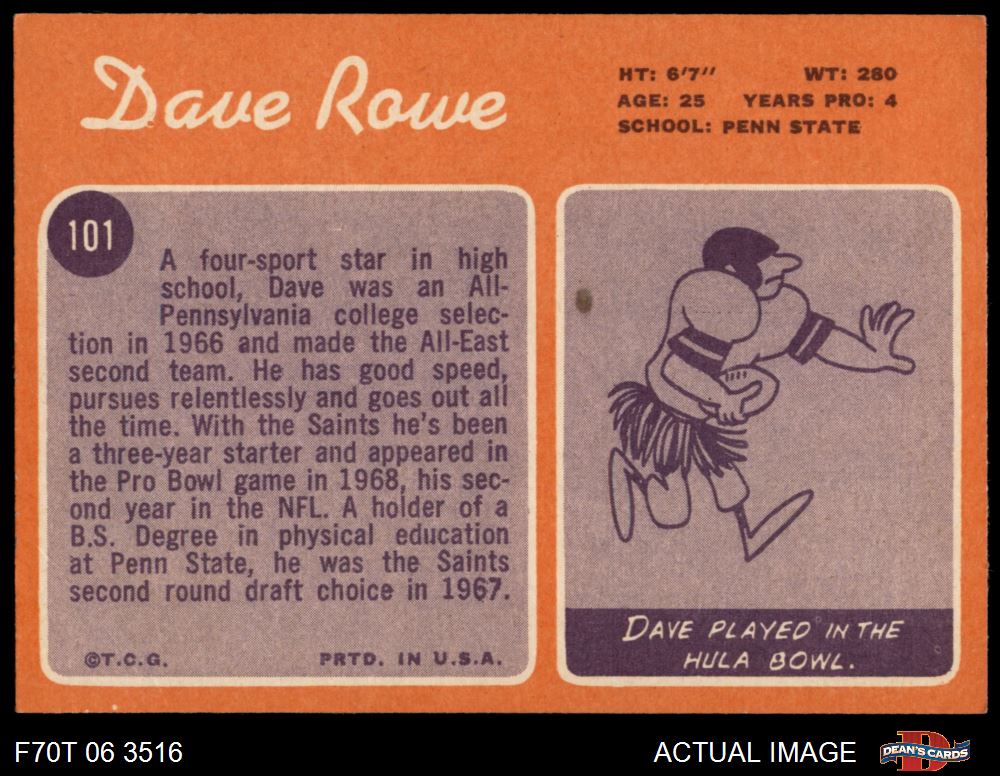 Dave Rowe
HT: 6'7" WT: 280
AGE: 25 YEARS PRO: 4
SCHOOL: PENN STATE
101
A four-sport star in high
school, Dave was an All-
Pennsylvania college selec-
tion in 1966 and made the All-East
second team. He has good speed,
pursues relentlessly and goes out all
the time. With the Saints he's been
a three-year starter and appeared in
the Pro Bowl game in 1968, his sec-
ond year in the NFL. A holder of a
B.S. Degree in physical education
at Penn State, he was the Saints
second round draft choice in 1967.
©T.C.G. PRTD. IN U.S.A.
DAVE PLAYED IN THE
HULA BOWL.
F70T 06 3516
ACTUAL IMAGE
D
DEAN'S CARDS